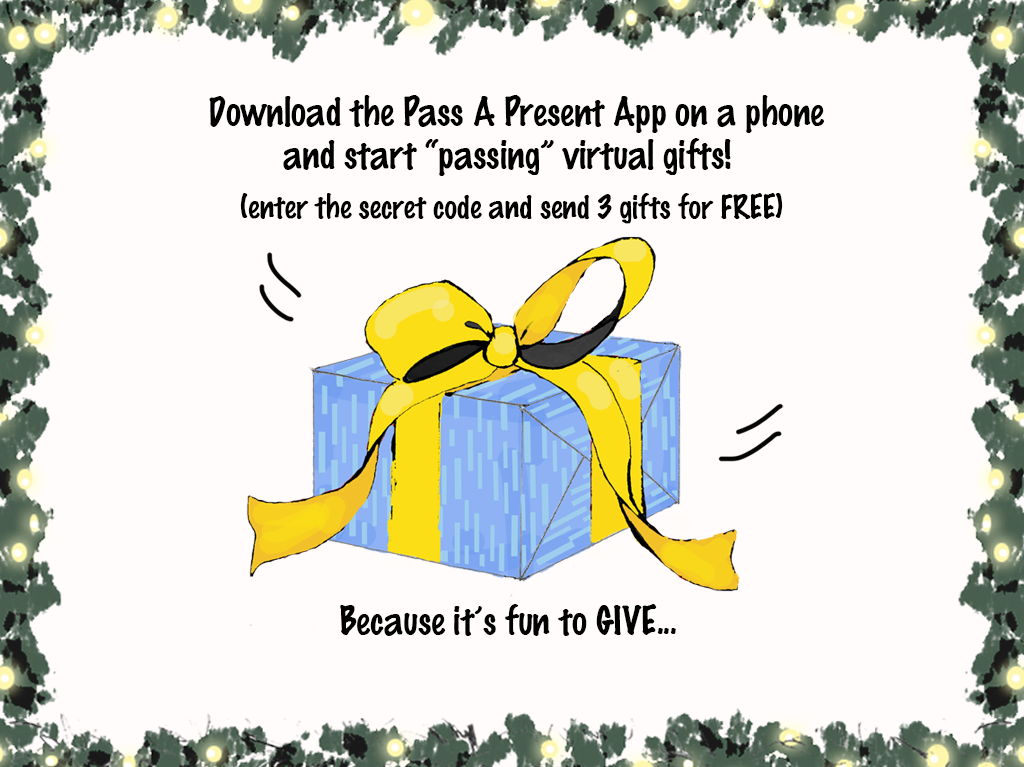 Download the Pass A Present App on a phone
and start “passing” virtual gifts!
(enter the secret code and send 3 gifts for FREE)
Because it’s fun to GIVE...